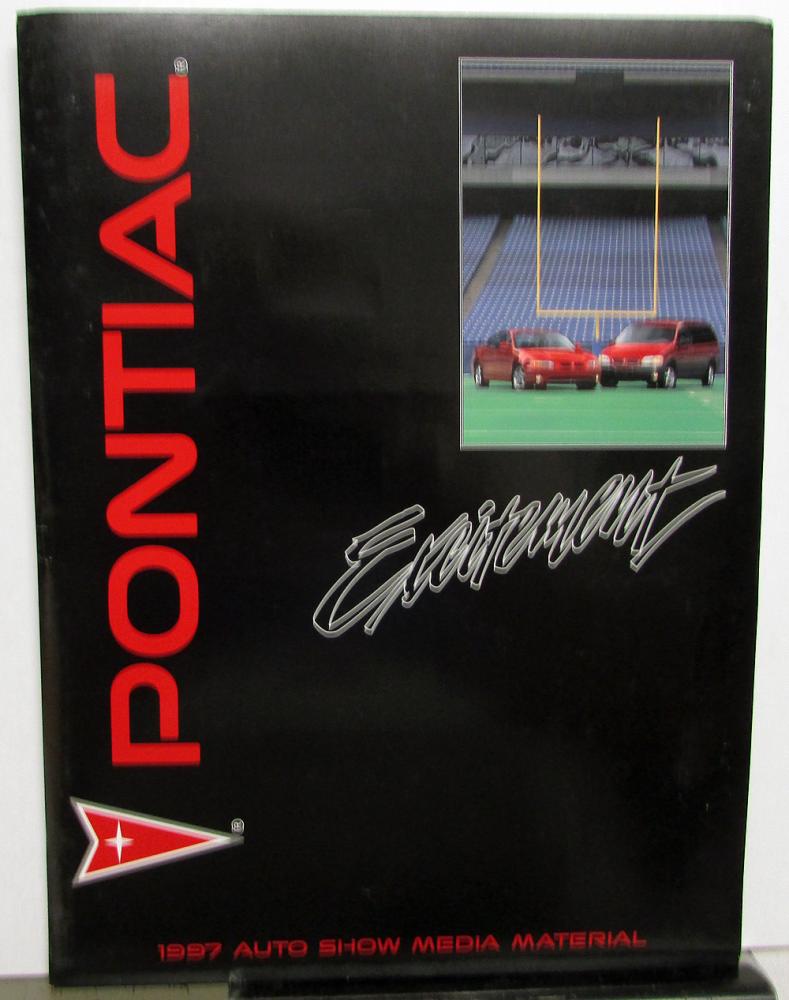 PONTIAC®
®
Excitement
1997 AUTO SHOW MEDIA MATERIAL